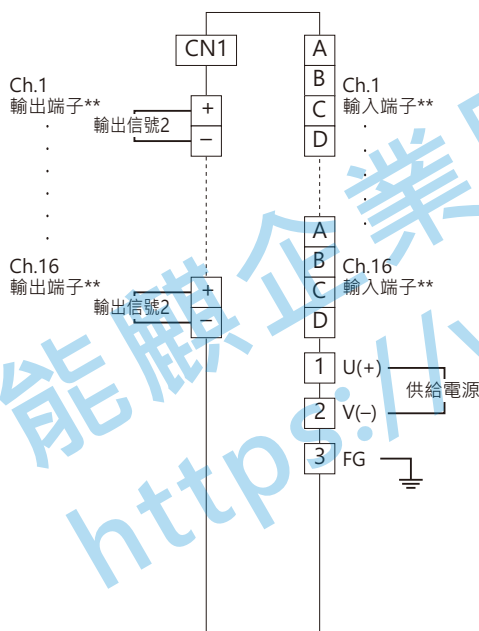 CN1
Ch.1
輸出端子**
輸出信號2
+
−
Ch.16
輸出端子**
輸出信號2
+
−
A
B
C
D
Ch.1
輸入端子**
A
B
C
D
Ch.16
輸入端子**
1 U(+)
2 V(−)
供給電源
3 FG
能麒企業
https://